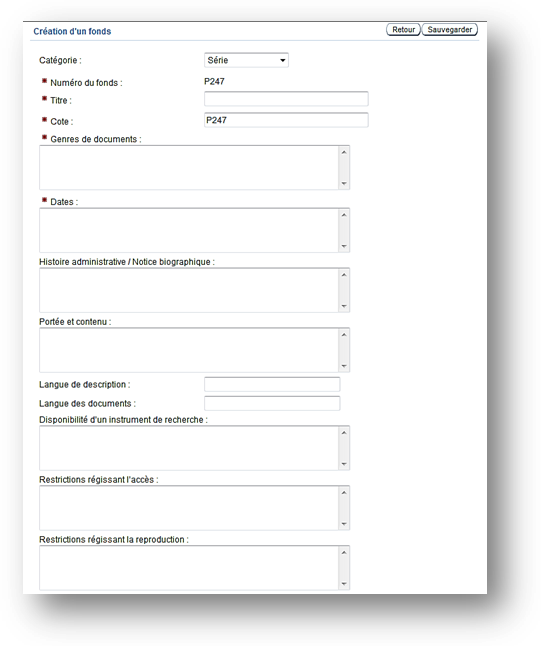 Création d'un fonds
Retour Sauvegarder
Catégorie : Série
Numéro du fonds : P247
Titre :
Cote : P247
Genres de documents :
Dates :
Histoire administrative / Notice biographique :
Portée et contenu :
Langue de description :
Langue des documents :
Disponibilité d'un instrument de recherche :
Restrictions régissant l'accès :
Restrictions régissant la reproduction :